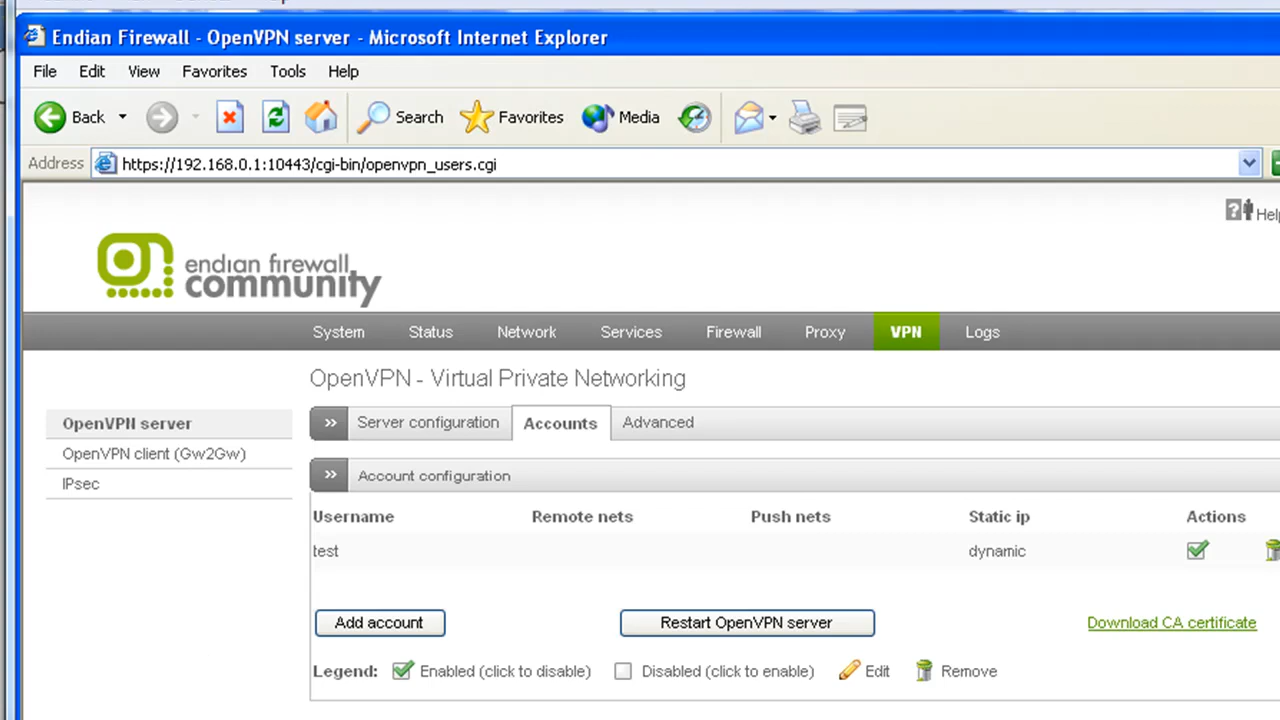 Endian Firewall - OpenVPN server - Microsoft Internet Explorer
File Edit View Favorites Tools Help
Back Search Favorites Media
Address https://192.168.0.1:10443/cgi-bin/openvpn_users.cgi
Help
endian firewall
community
System Status Network Services Firewall Proxy VPN Logs
OpenVPN - Virtual Private Networking
OpenVPN server
OpenVPN client (Gw2Gw)
IPsec
>> Server configuration Accounts Advanced
>> Account configuration
Username Remote nets Push nets Static ip Actions
test dynamic
Add account Restart OpenVPN server Download CA certificate
Legend: Enabled (click to disable) Disabled (click to enable) Edit Remove